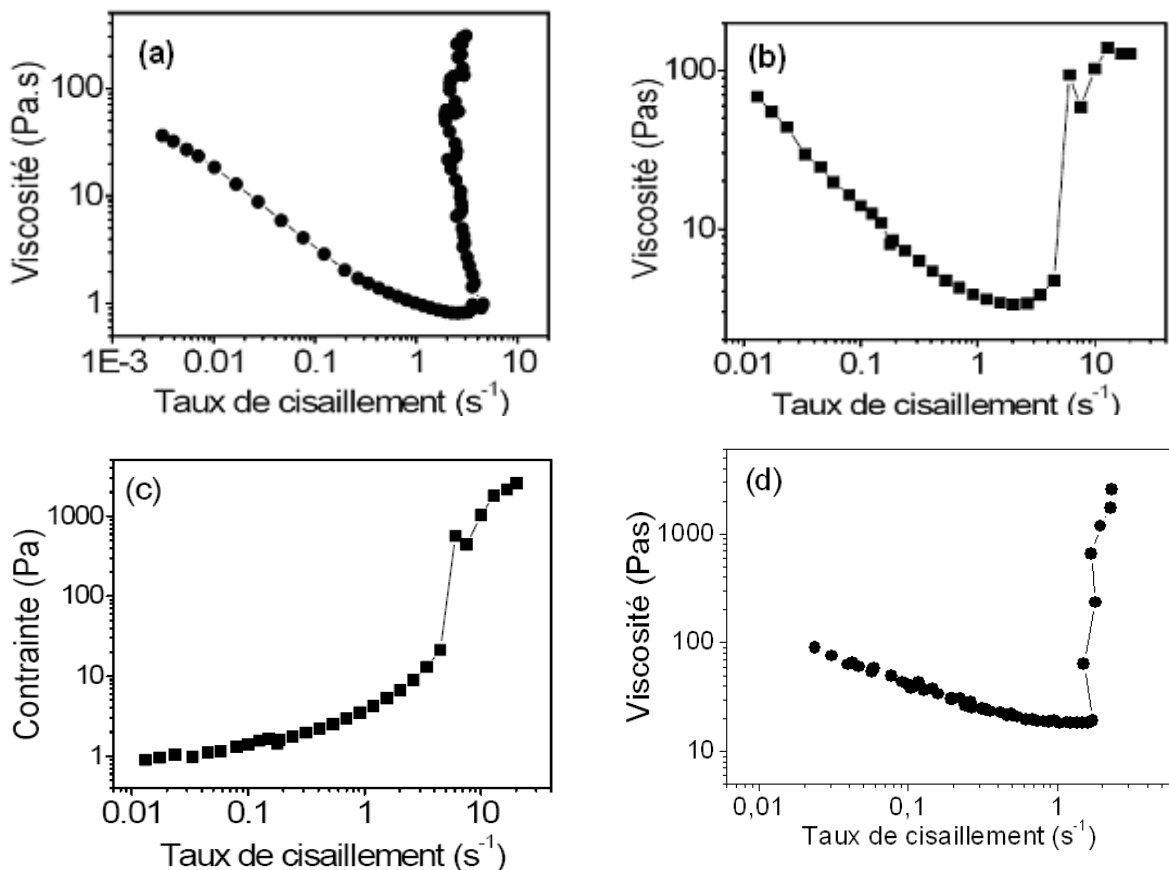 (a)
Viscosité (Pa.s)
100
10
1
1E-3 0.01 0.1 1 10
Taux de cisaillement (s⁻¹)
(b)
Viscosité (Pas)
100
10
0.01 0.1 1 10
Taux de cisaillement (s⁻¹)
(c)
Contrainte (Pa)
1000
100
10
1
0.01 0.1 1 10
Taux de cisaillement (s⁻¹)
(d)
Viscosité (Pas)
1000
100
10
0,01 0,1 1 10
Taux de cisaillement (s⁻¹)